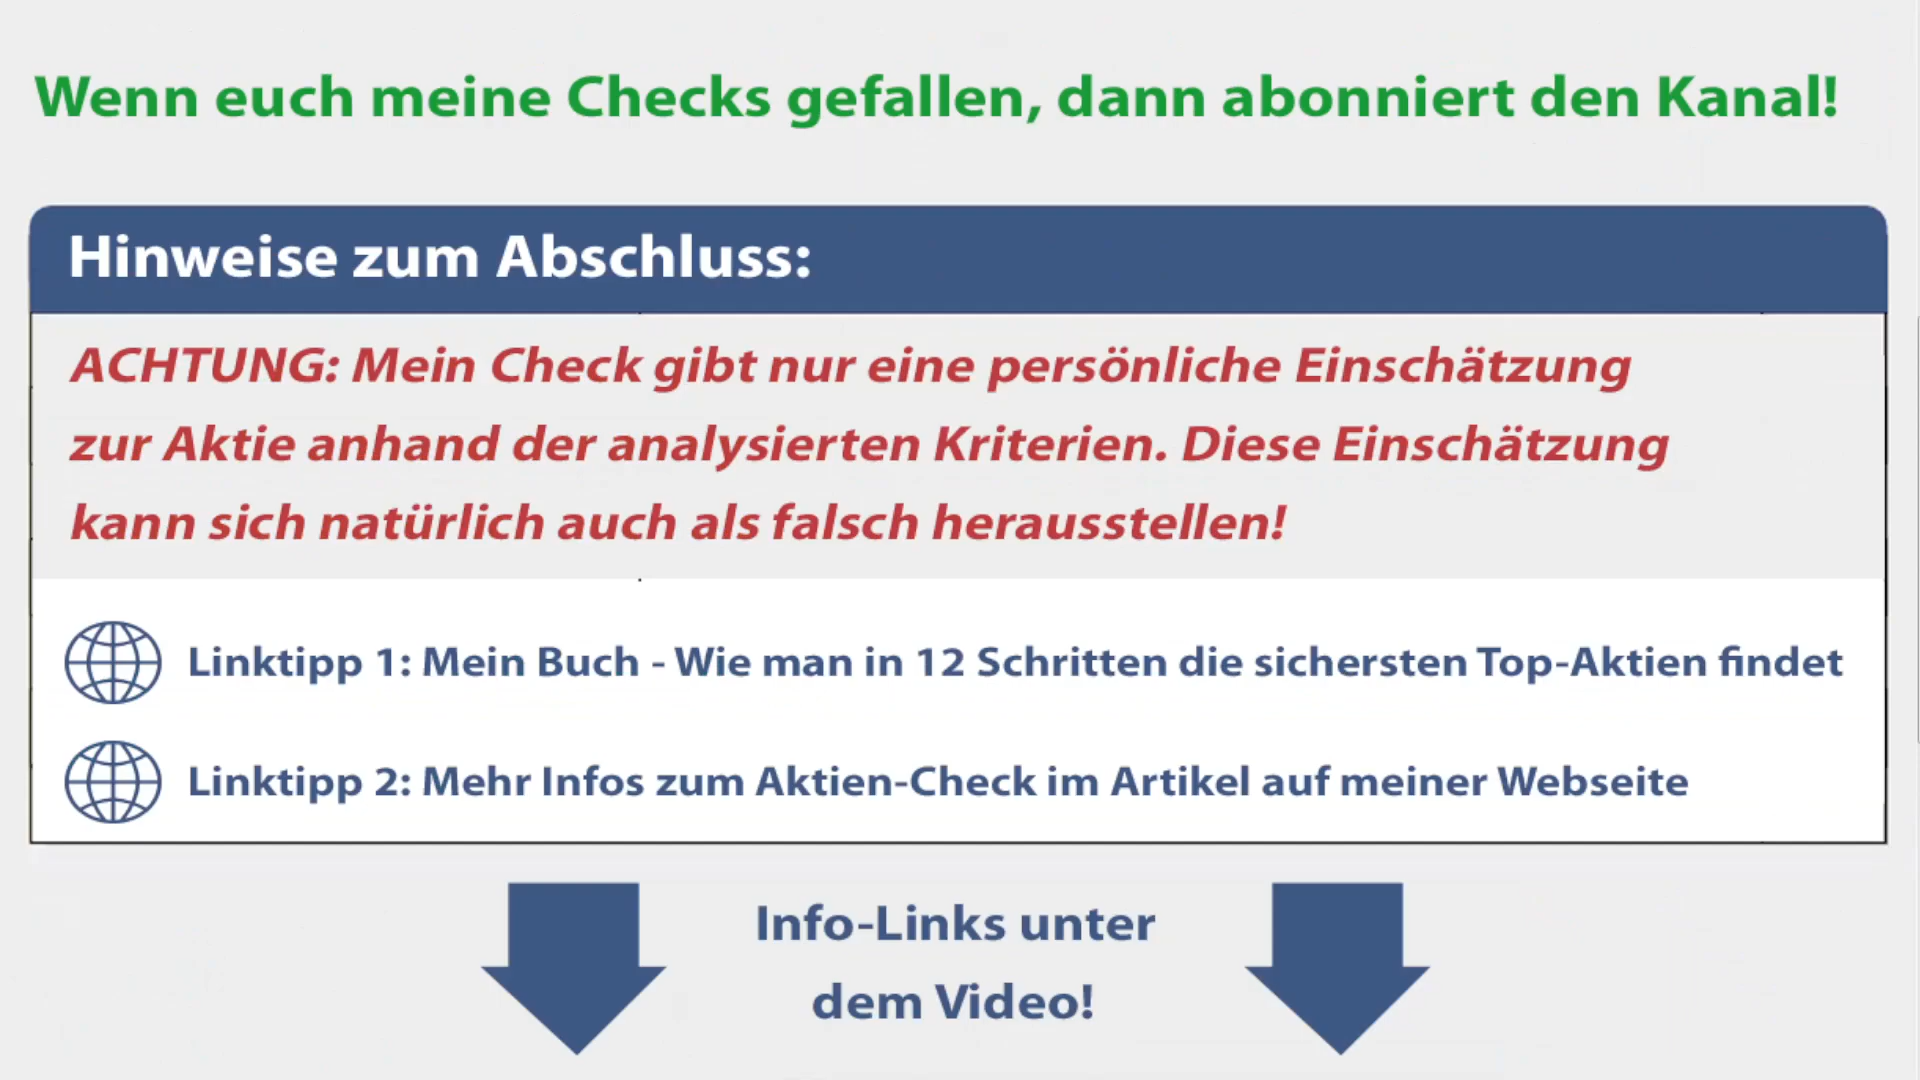 Wenn euch meine Checks gefallen, dann abonniert den Kanal!
Hinweise zum Abschluss:
ACHTUNG: Mein Check gibt nur eine persönliche Einschätzung
zur Aktie anhand der analysierten Kriterien. Diese Einschätzung
kann sich natürlich auch als falsch herausstellen!
Linktipp 1: Mein Buch - Wie man in 12 Schritten die sichersten Top-Aktien findet
Linktipp 2: Mehr Infos zum Aktien-Check im Artikel auf meiner Webseite
Info-Links unter
dem Video!